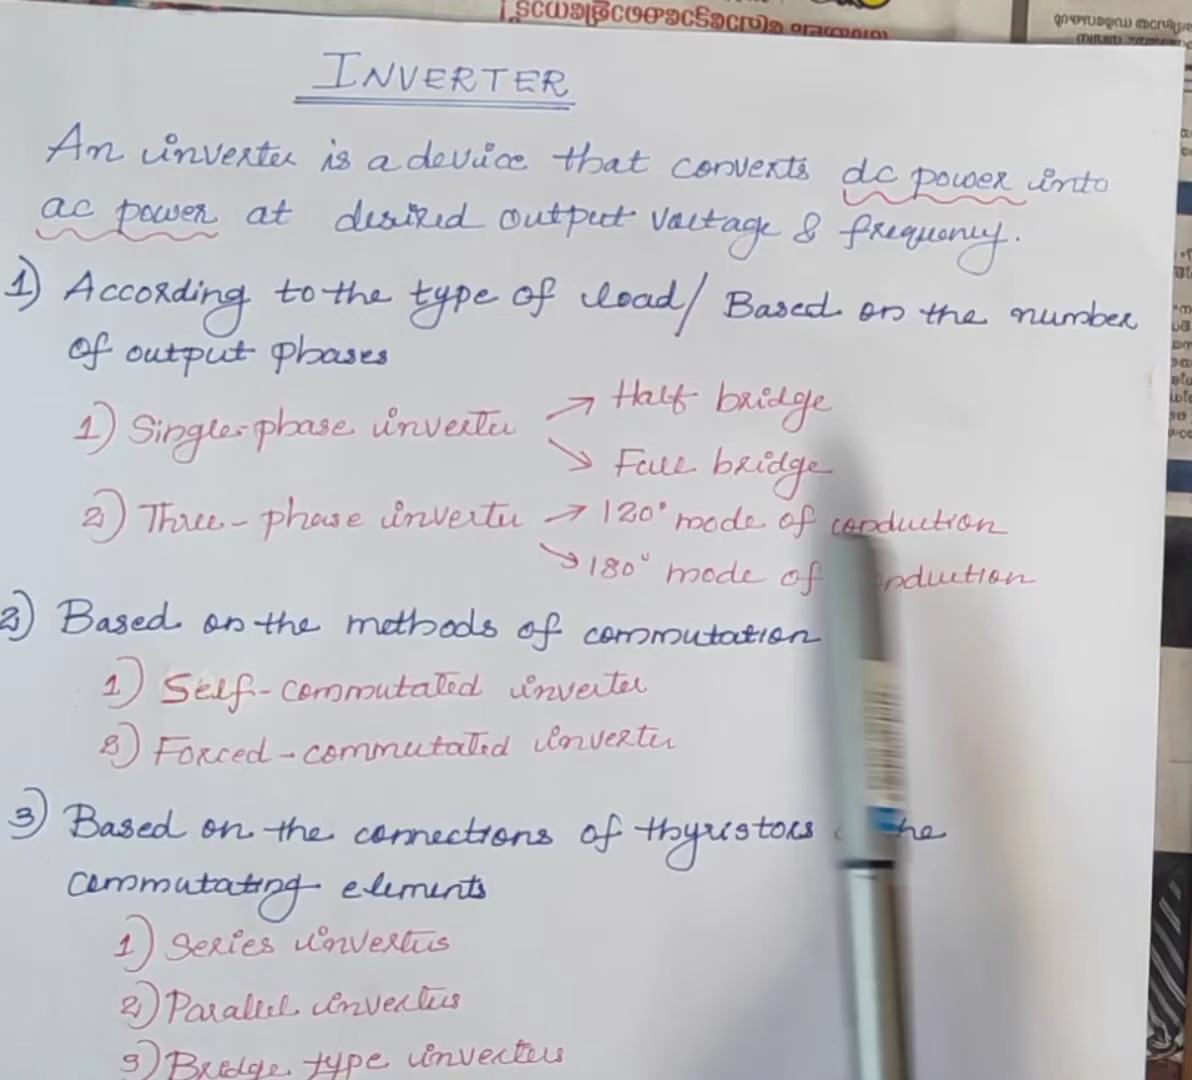 INVERTER
An inverter is a device that converts dc power into
ac power at desired output voltage & frequency.
1) According to the type of load/ Based on the number
of output phases
1) Single-phase inverter → Half bridge
↘ Full bridge
2) Three-phase inverter → 120° mode of conduction
↘ 180° mode of
2) Based on the methods of commutation
1) Self-commutated inverter
2) Forced-commutated inverter
3) Based on the connections of thyristors
commutating elements
1) Series inverters
2) Parallel inverters
3) Bridge type inverters